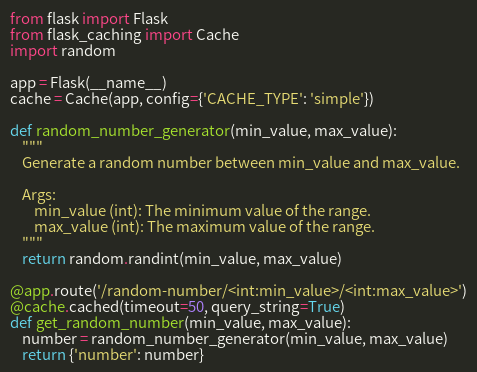 from flask import Flask
from flask_caching import Cache
import random

app = Flask(__name__)
cache = Cache(app, config={'CACHE_TYPE': 'simple'})

def random_number_generator(min_value, max_value):
    """
    Generate a random number between min_value and max_value.

    Args:
        min_value (int): The minimum value of the range.
        max_value (int): The maximum value of the range.
    """
    return random.randint(min_value, max_value)

@app.route('/random-number/<int:min_value>/<int:max_value>')
@cache.cached(timeout=50, query_string=True)
def get_random_number(min_value, max_value):
    number = random_number_generator(min_value, max_value)
    return {'number': number}